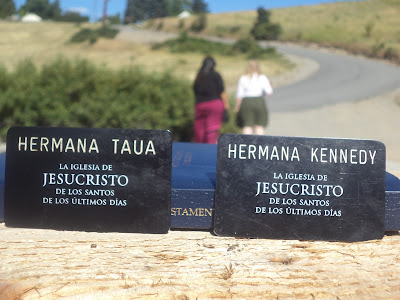 HERMANA TAUA
LA IGLESIA DE
JESUCRISTO
DE LOS SANTOS
DE LOS ÚLTIMOS DÍAS
HERMANA KENNEDY
LA IGLESIA DE
JESUCRISTO
DE LOS SANTOS
DE LOS ÚLTIMOS DÍAS